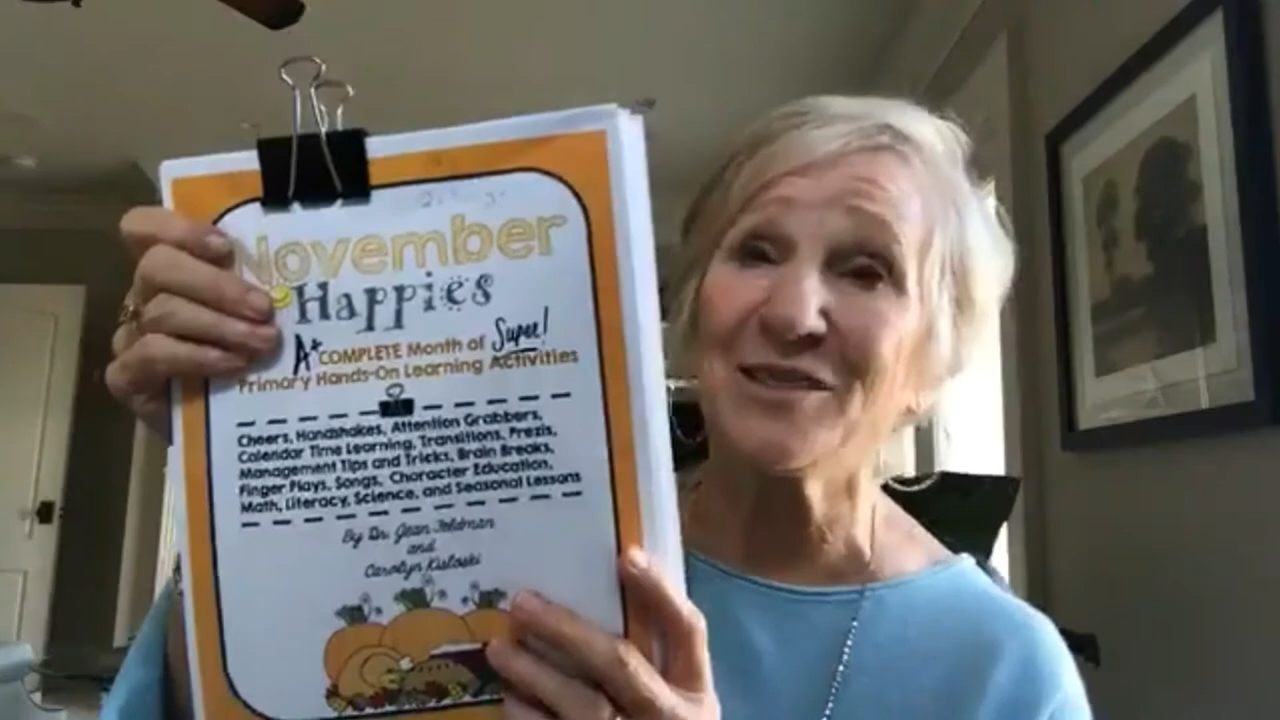 November
Happies
A+ COMPLETE Month of Super!
Primary Hands-On Learning Activities
Cheers, Handshakes, Attention Grabbers,
Calendar Time Learning, Transitions, Prezis,
Management Tips and Tricks, Brain Breaks,
Finger Plays, Songs, Character Education,
Math, Literacy, Science, and Seasonal Lessons
By Dr. Jean Feldman
and
Carolyn Kisloski